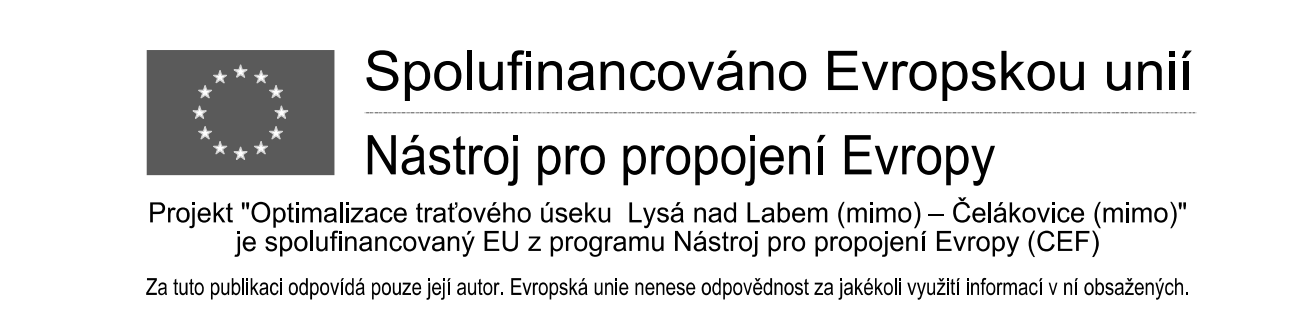 Spolufinancováno Evropskou unií
Nástroj pro propojení Evropy
Projekt "Optimalizace traťového úseku  Lysá nad Labem (mimo) – Čelákovice (mimo)"
je spolufinancovaný EU z programu Nástroj pro propojení Evropy (CEF)
Za tuto publikaci odpovídá pouze její autor. Evropská unie nenese odpovědnost za jakékoli využití informací v ní obsažených.